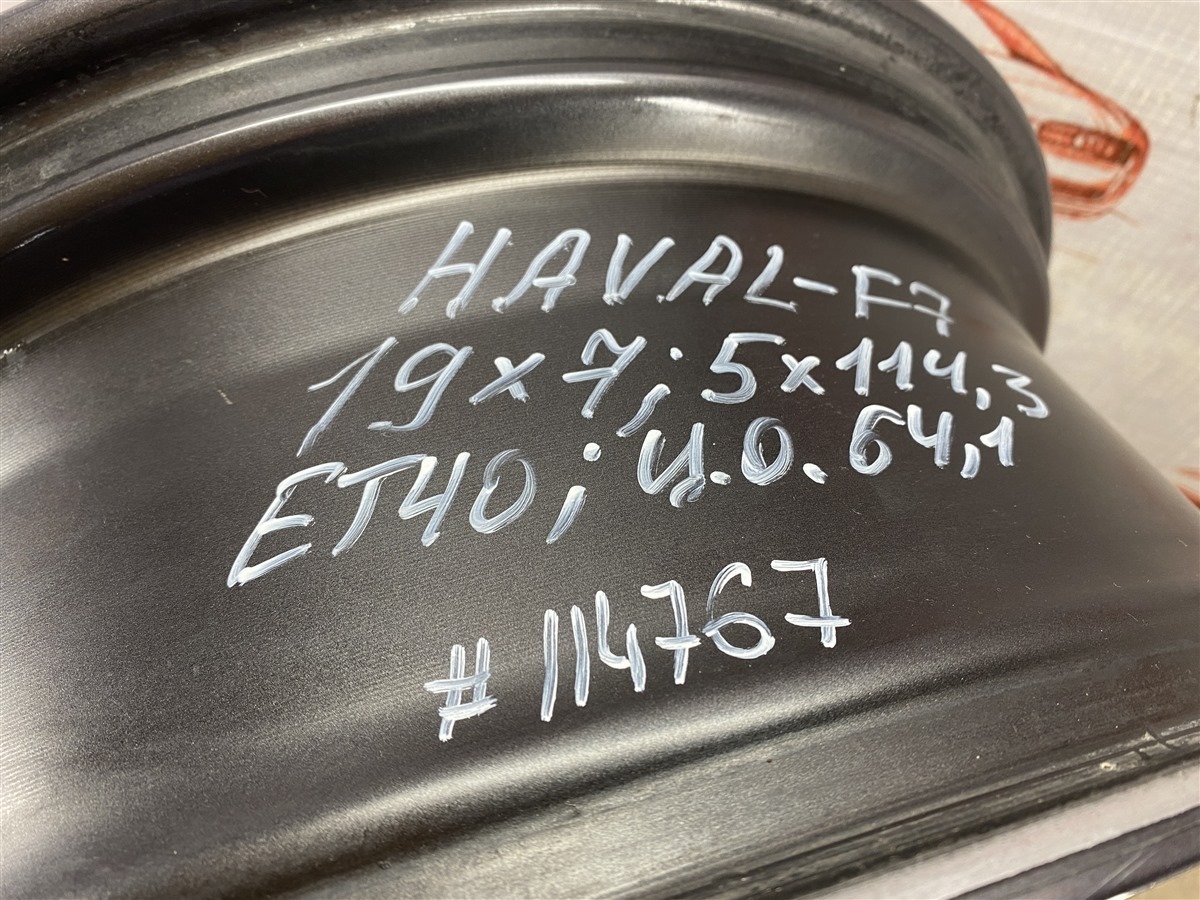 HAVAL-F7
19x7; 5x114,3
ET40; Ц.О. 64,1
#114767